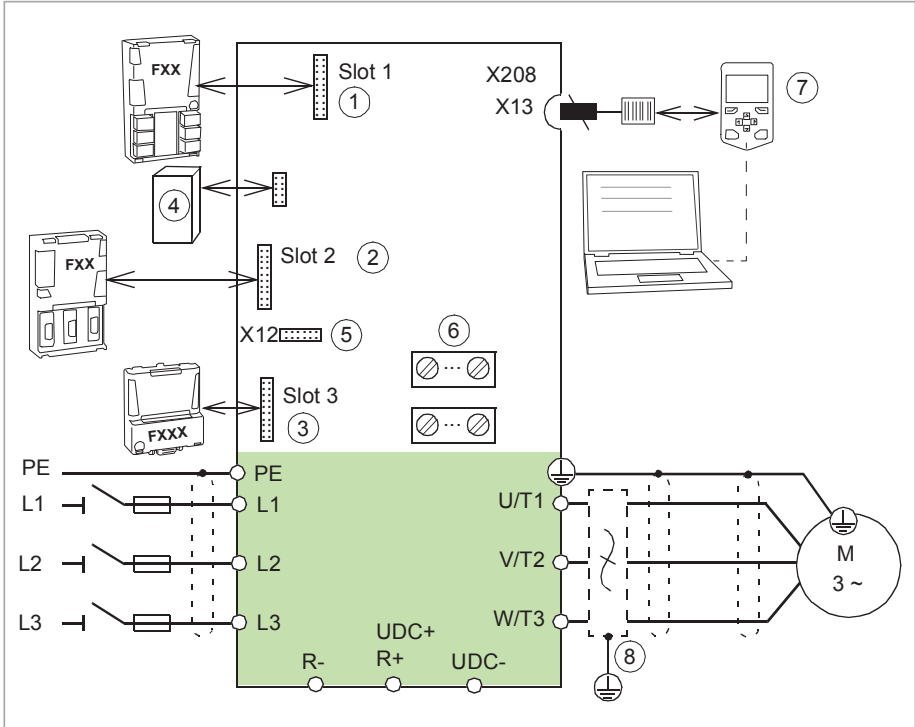 FXX
Slot 1
1
X208
X13
7
4
FXX
Slot 2
2
X12
5
6
FXXX
Slot 3
3
PE
PE
L1
L1
U/T1
L2
L2
V/T2
M
3 ~
L3
L3
W/T3
UDC+
R-
R+
UDC-
8